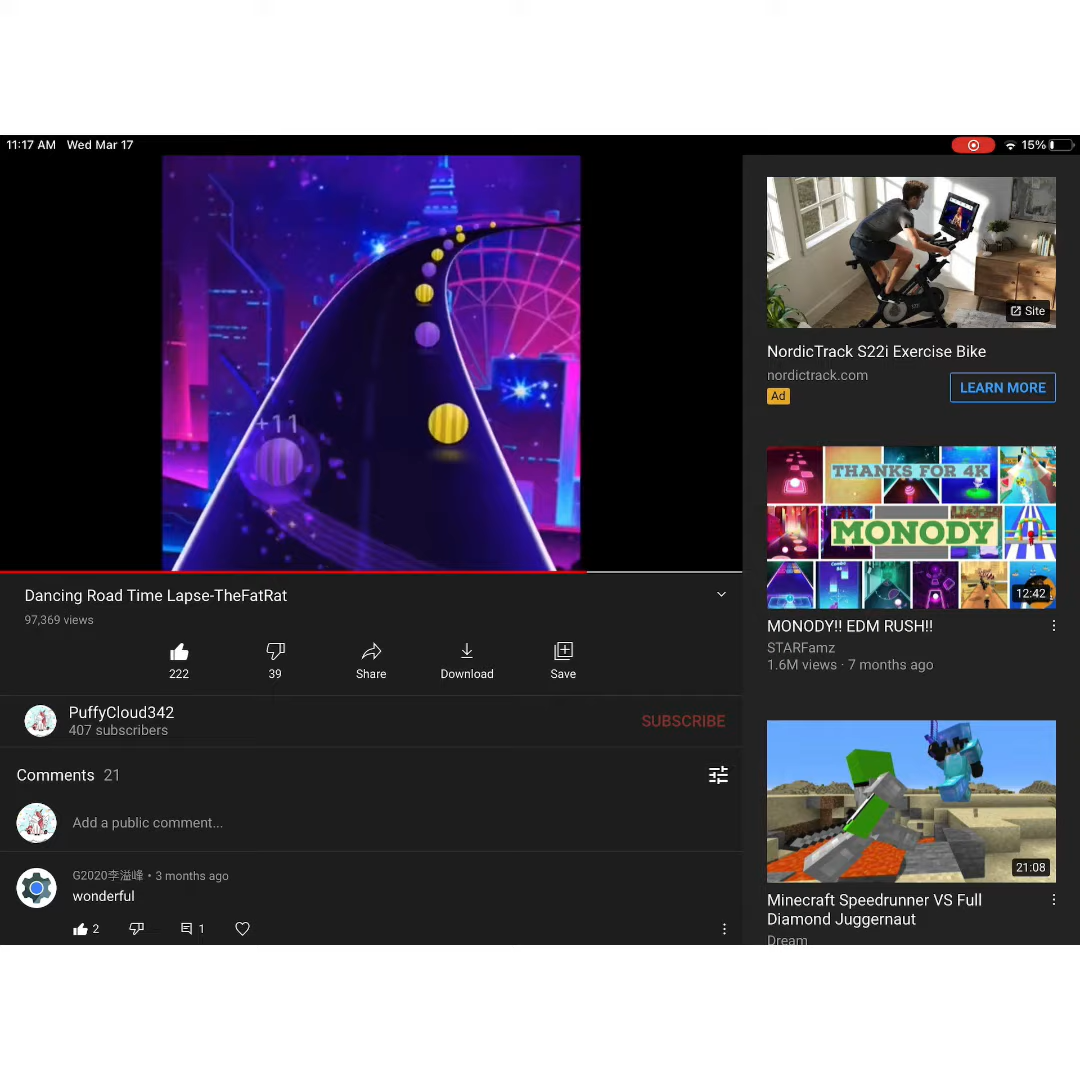 11:17 AM Wed Mar 17
15%
+11
Dancing Road Time Lapse-TheFatRat
97,369 views
222
39
Share
Download
Save
PuffyCloud342
407 subscribers
SUBSCRIBE
Comments 21
Add a public comment...
G2020李溢峰 • 3 months ago
wonderful
2
1
Site
NordicTrack S22i Exercise Bike
nordictrack.com
Ad
LEARN MORE
THANKS FOR 4K
MONODY
12:42
MONODY!! EDM RUSH!!
STARFamz
1.6M views · 7 months ago
21:08
Minecraft Speedrunner VS Full
Diamond Juggernaut
Dream